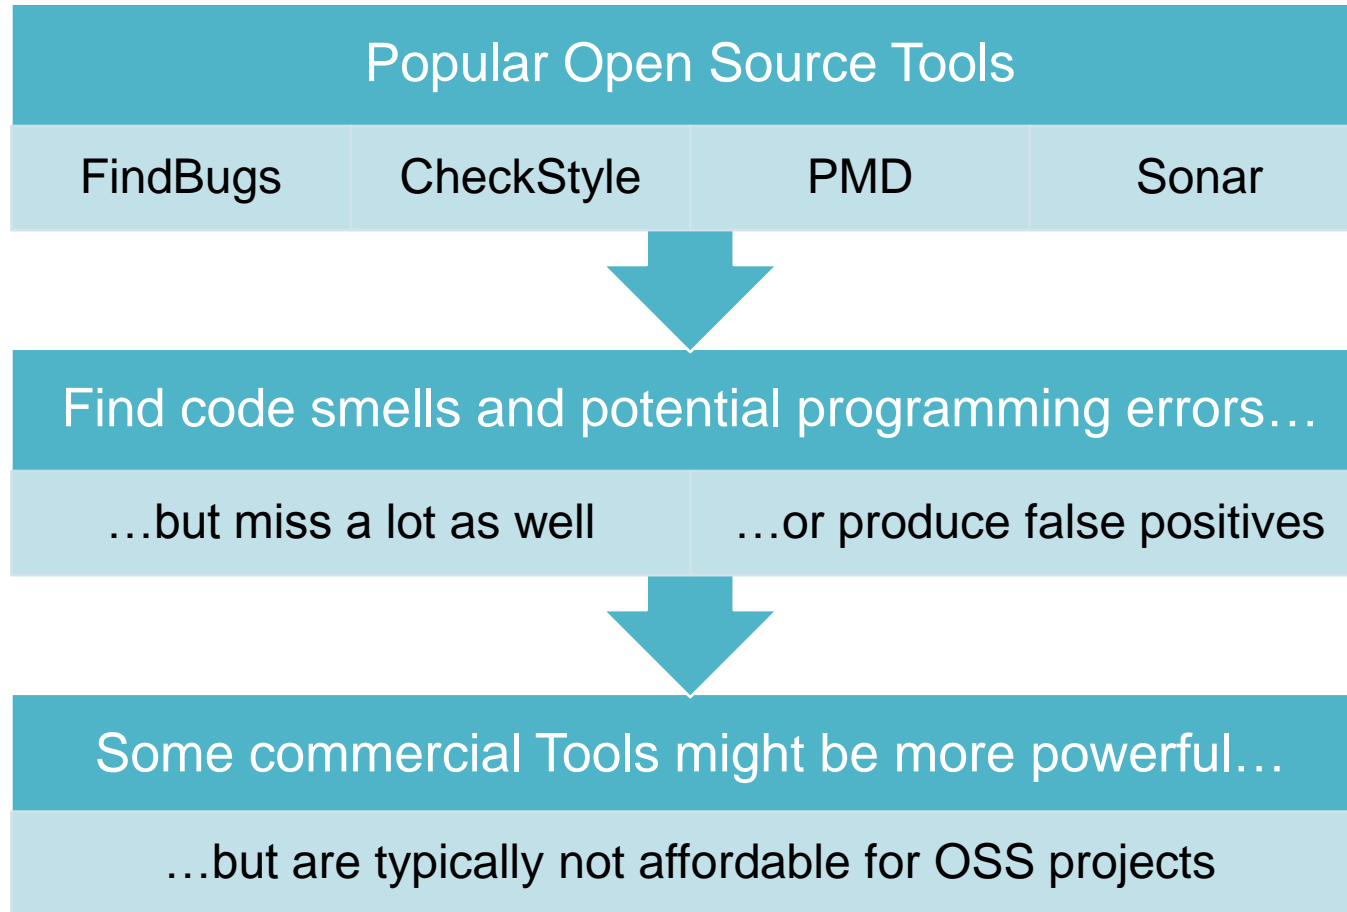 Popular Open Source Tools
FindBugs
CheckStyle
PMD
Sonar
Find code smells and potential programming errors…
…but miss a lot as well
…or produce false positives
Some commercial Tools might be more powerful…
…but are typically not affordable for OSS projects